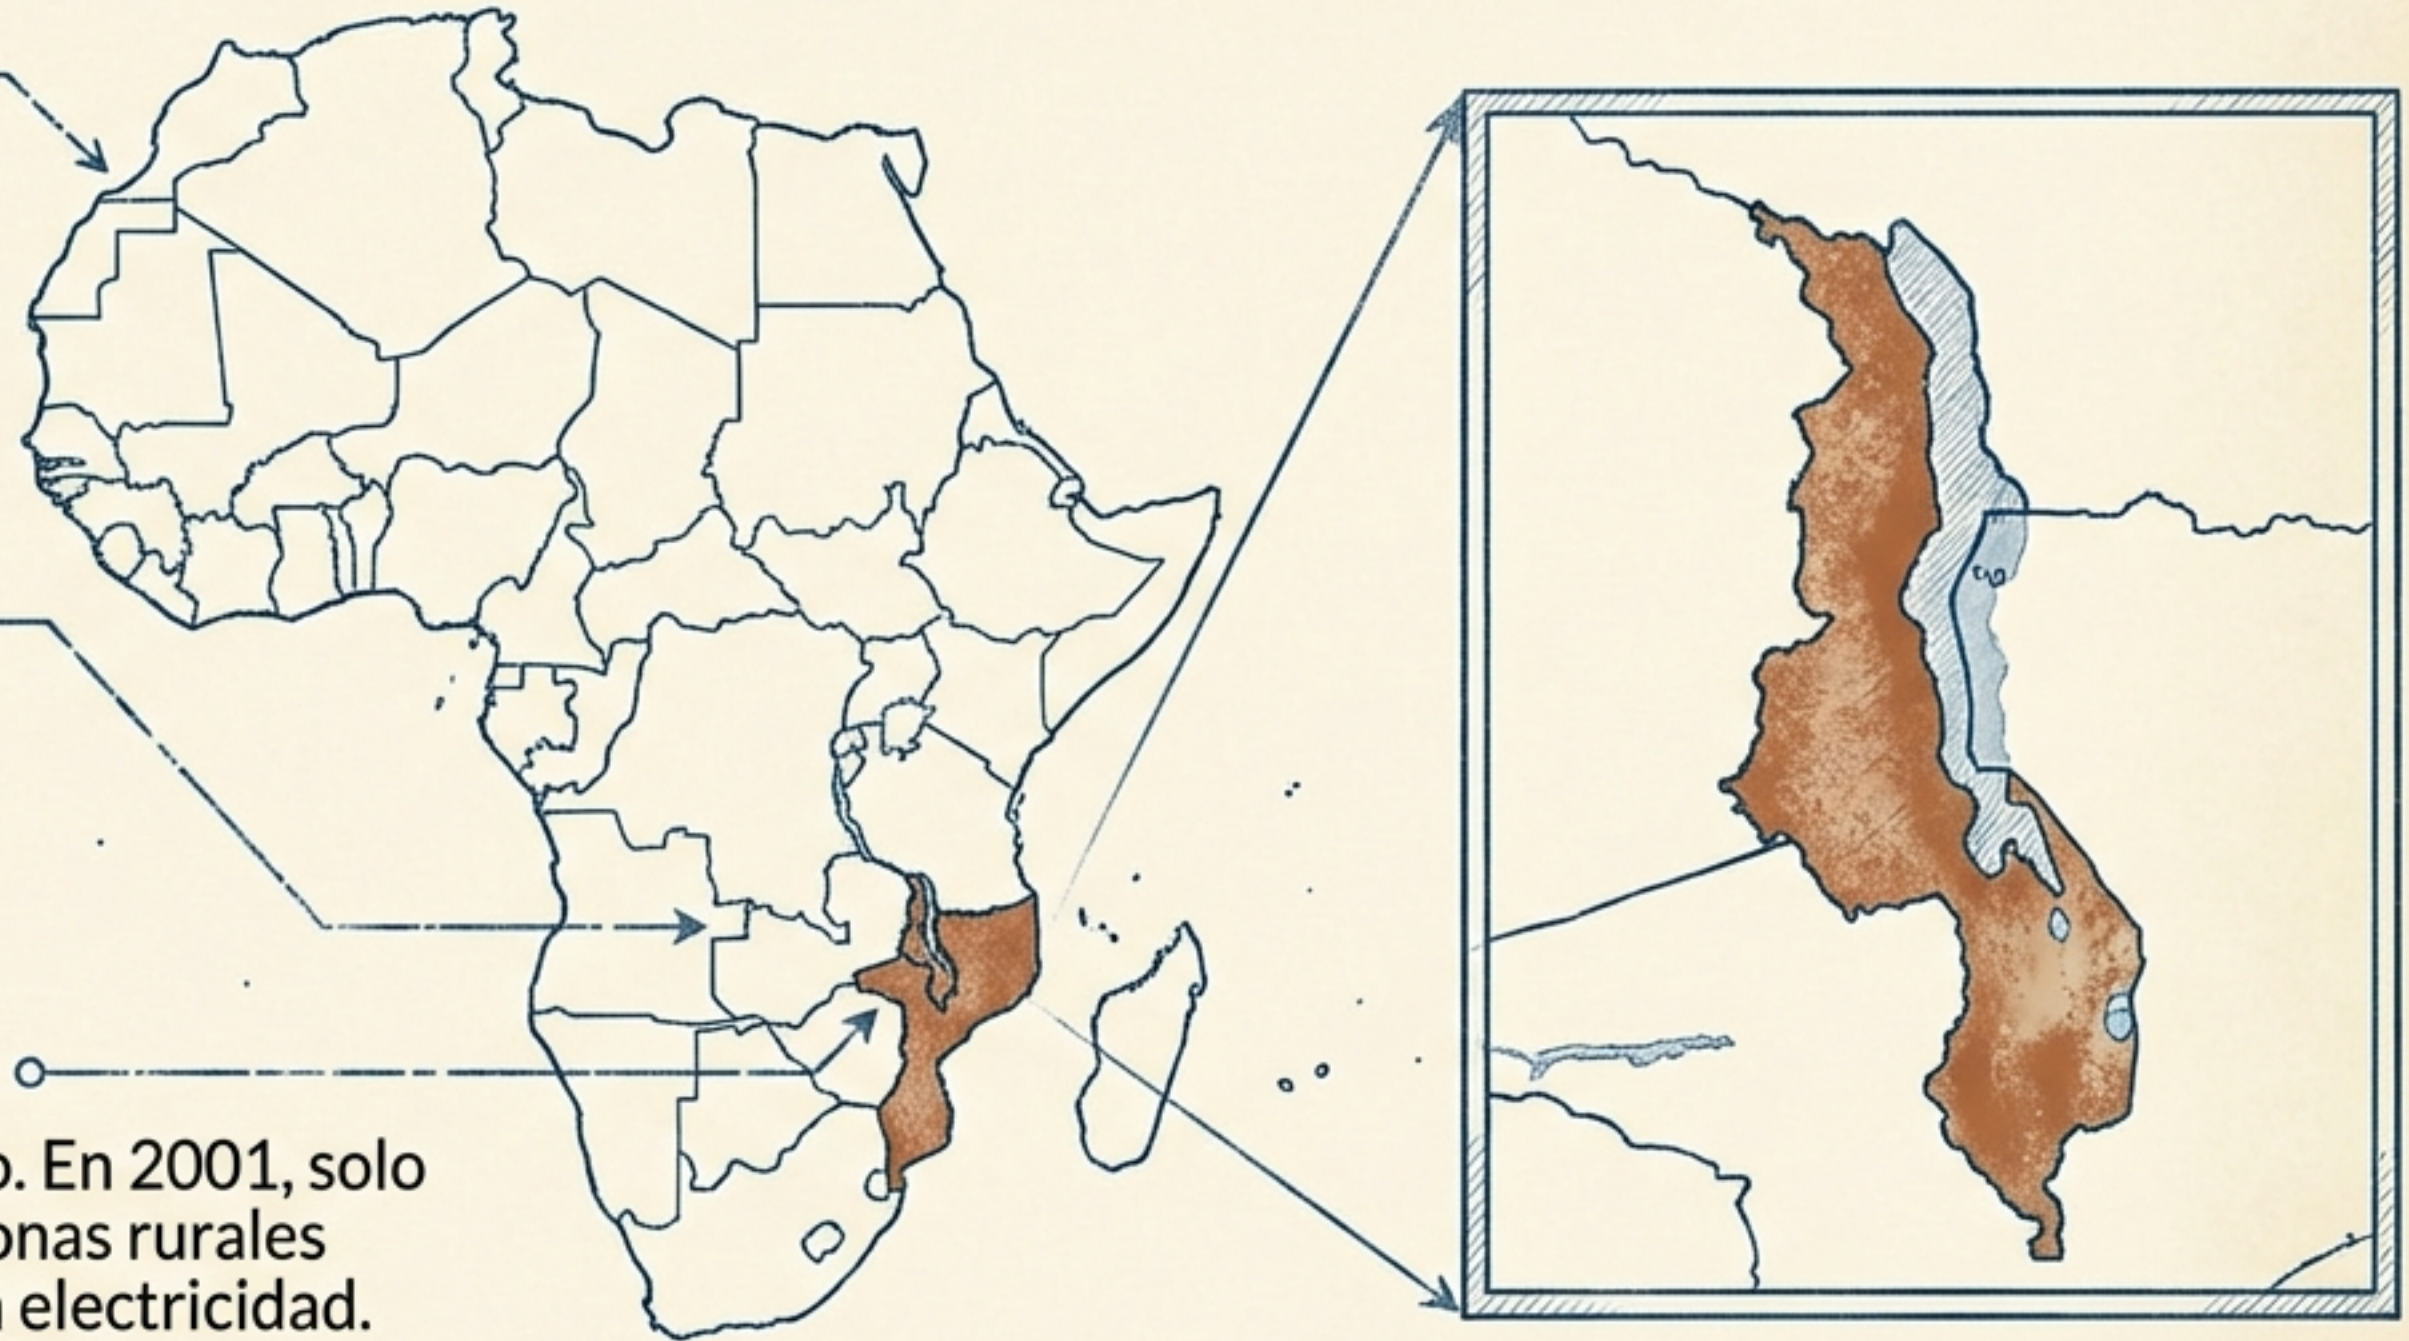 o. En 2001, solo
onas rurales
electricidad.